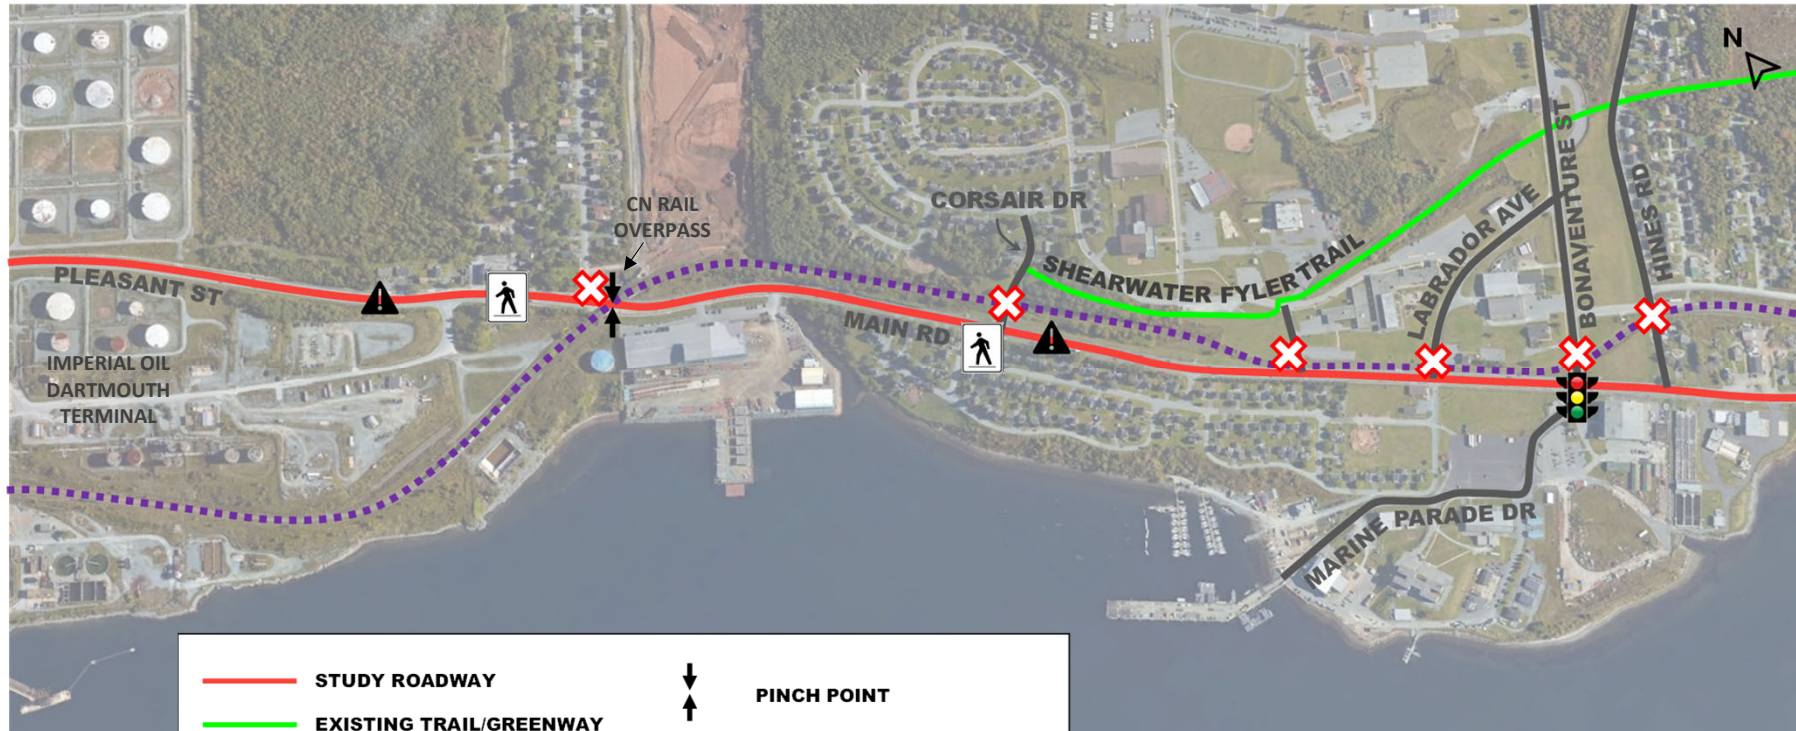 N
CORSAIR DR
CN RAIL
OVERPASS
PLEASANT ST
MAIN RD
SHEARWATER FYLER TRAIL
LABRADOR AVE
BONAVENTURE ST
HINES RD
IMPERIAL OIL
DARTMOUTH
TERMINAL
MARINE PARADE DR
STUDY ROADWAY
PINCH POINT
EXISTING TRAIL/GREENWAY